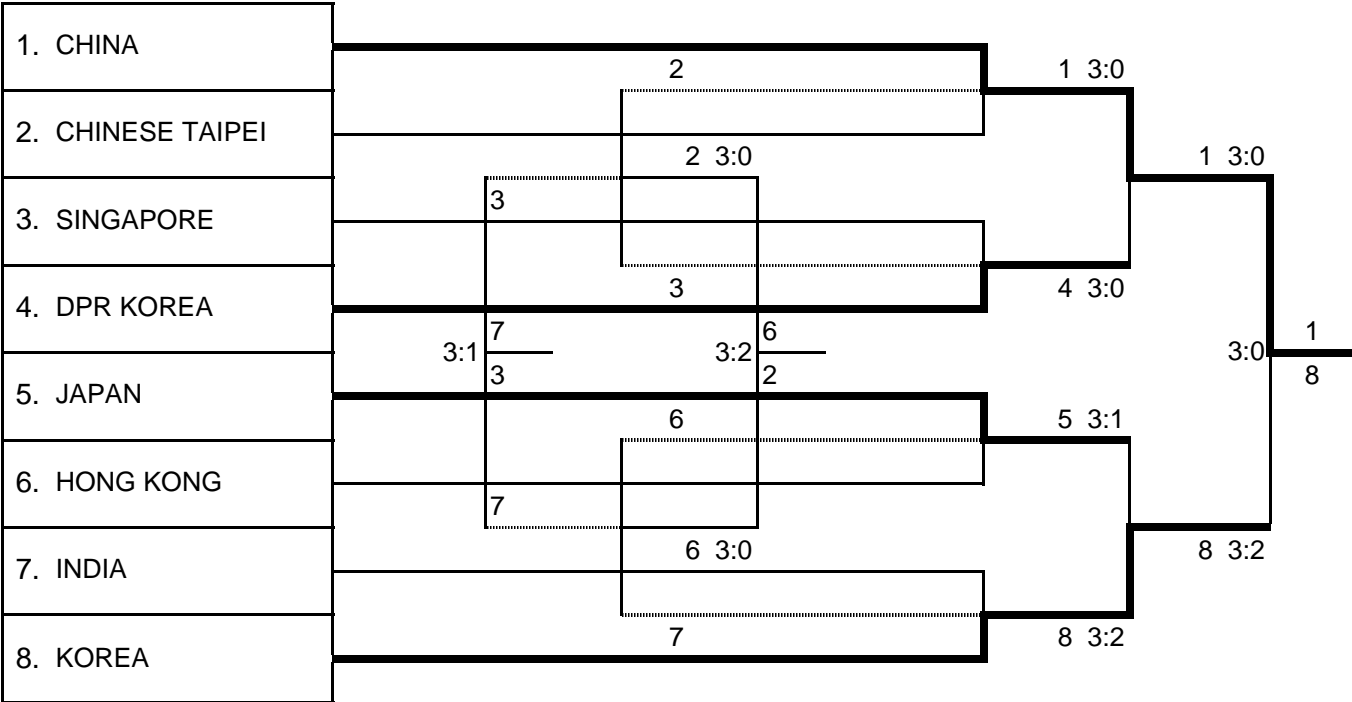 1. CHINA
2
1 3:0
2. CHINESE TAIPEI
2 3:0
1 3:0
3
3. SINGAPORE
3
4 3:0
4. DPR KOREA
7
6
1
3:1
3:2
3:0
3
2
8
5. JAPAN
6
5 3:1
6. HONG KONG
7
6 3:0
8 3:2
7. INDIA
7
8 3:2
8. KOREA